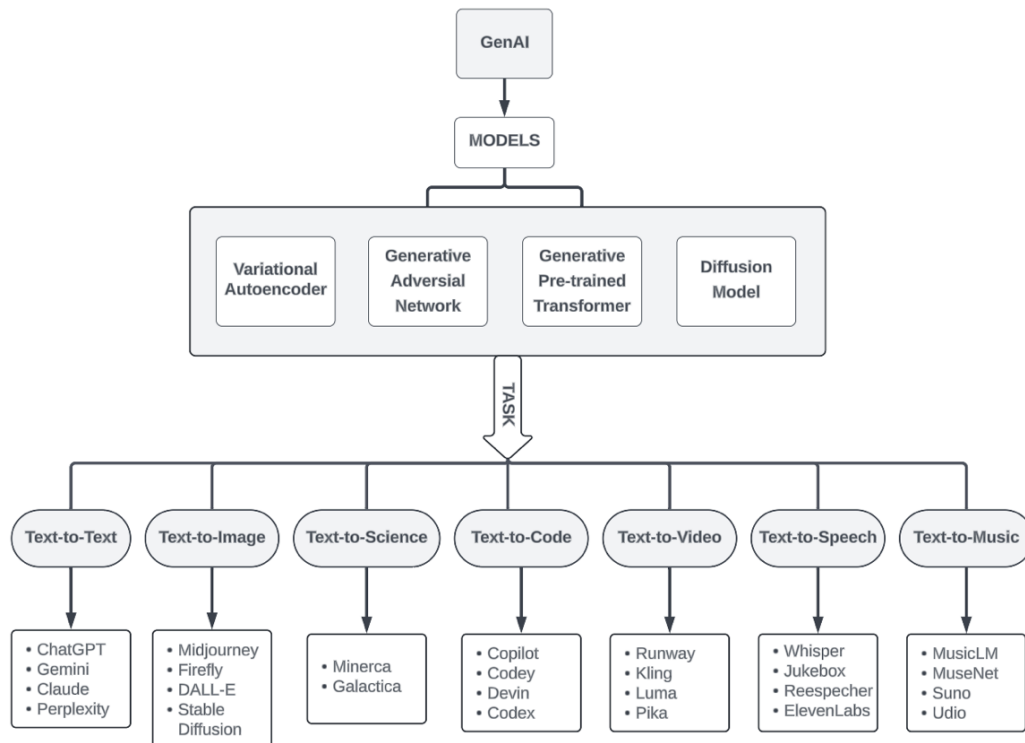 GenAI
MODELS
Variational
Autoencoder
Generative
Adversial
Network
Generative
Pre-trained
Transformer
Diffusion
Model
TASK
Text-to-Text
Text-to-Image
Text-to-Science
Text-to-Code
Text-to-Video
Text-to-Speech
Text-to-Music
• ChatGPT
• Gemini
• Claude
• Perplexity
• Midjourney
• Firefly
• DALL-E
• Stable
Diffusion
• Minerca
• Galactica
• Copilot
• Codey
• Devin
• Codex
• Runway
• Kling
• Luma
• Pika
• Whisper
• Jukebox
• Reespecher
• ElevenLabs
• MusicLM
• MuseNet
• Suno
• Udio